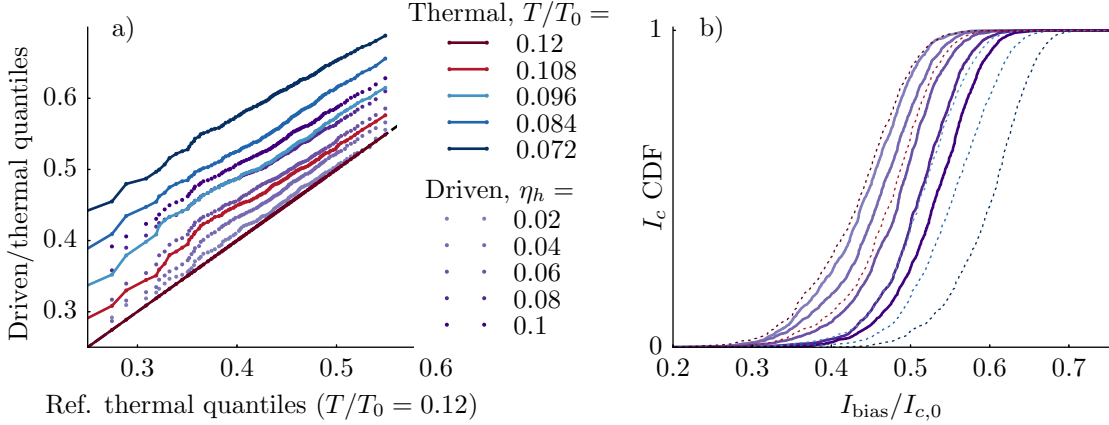 a)
Driven/thermal quantiles
0.6
0.5
0.4
0.3
0.3 0.4 0.5 0.6
Ref. thermal quantiles (T/T₀ = 0.12)
Thermal, T/T₀ =
0.12
0.108
0.096
0.084
0.072
Driven, ηₕ =
0.02
0.04
0.06
0.08
0.1
b)
I_c CDF
1
0
0.2 0.3 0.4 0.5 0.6 0.7
I_bias/I_c,0